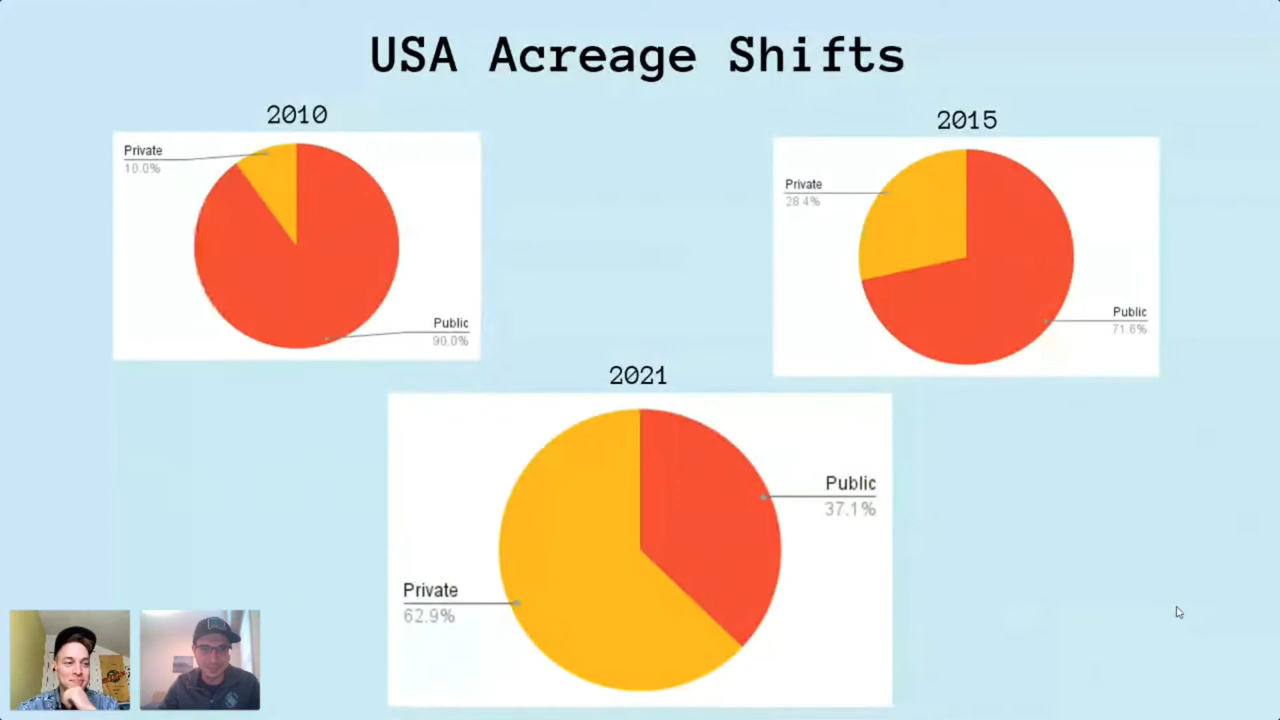 USA Acreage Shifts
2010
Private
10.0%
Public
90.0%
2015
Private
28.4%
Public
71.6%
2021
Public
37.1%
Private
62.9%